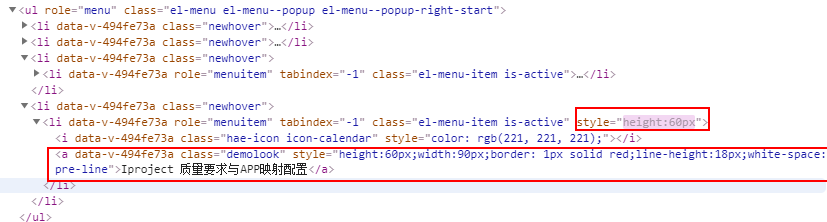 ▼<ul role="menu" class="el-menu el-menu--popup el-menu--popup-right-start">
▶<li data-v-494fe73a class="newhover">…</li>
▶<li data-v-494fe73a class="newhover">…</li>
▼<li data-v-494fe73a class="newhover">
▶<li data-v-494fe73a role="menuitem" tabindex="-1" class="el-menu-item is-active">…</li>
</li>
▼<li data-v-494fe73a class="newhover">
▼<li data-v-494fe73a role="menuitem" tabindex="-1" class="el-menu-item is-active" style="height:60px">
<i data-v-494fe73a class="hae-icon icon-calendar" style="color: rgb(221, 221, 221);"></i>
<a data-v-494fe73a class="demolook" style="height:60px;width:90px;border: 1px solid red;line-height:18px;white-space:
pre-line">Iproject 质量要求与APP映射配置</a>
</li>
</li>
</ul>